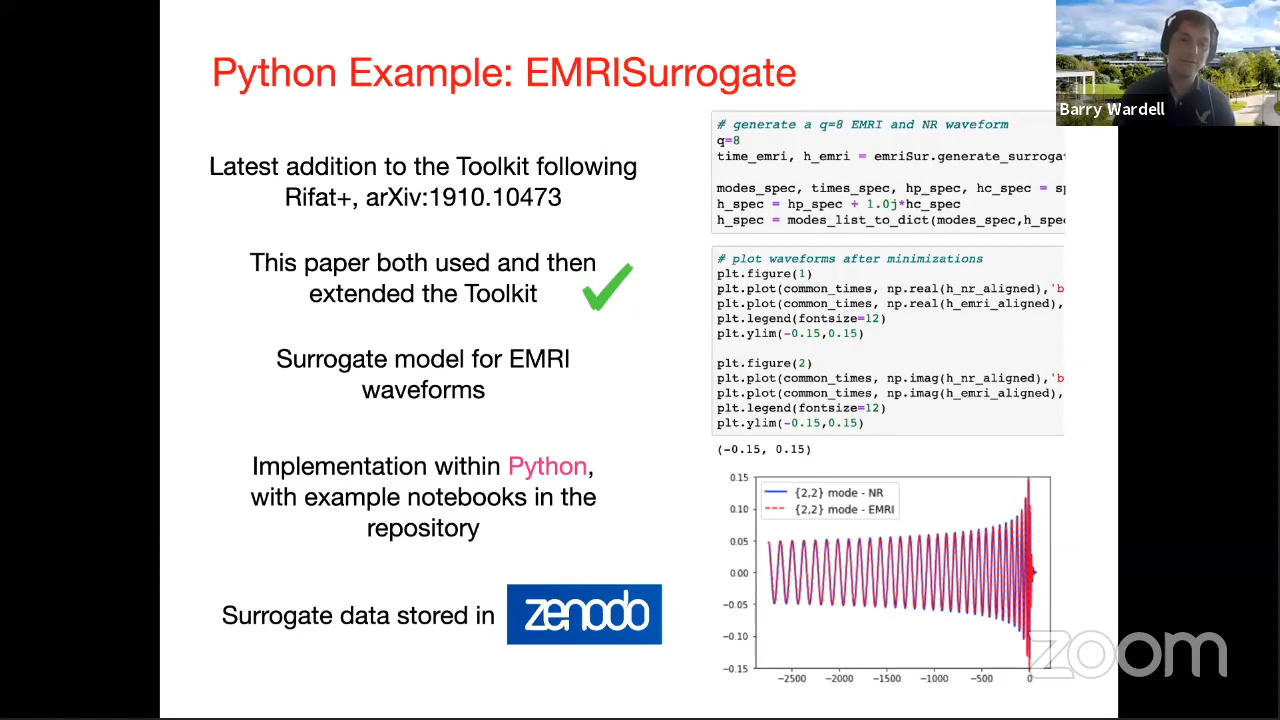 Python Example: EMRISurrogate
Barry Wardell
Latest addition to the Toolkit following
Rifat+, arXiv:1910.10473
This paper both used and then
extended the Toolkit
Surrogate model for EMRI
waveforms
Implementation within Python,
with example notebooks in the
repository
Surrogate data stored in
zenodo
# generate a q=8 EMRI and NR waveform
q=8
time_emri, h_emri = emriSur.generate_surrogat
modes_spec, times_spec, hp_spec, hc_spec = sp
h_spec = hp_spec + 1.0j*hc_spec
h_spec = modes_list_to_dict(modes_spec,h_spec
# plot waveforms after minimizations
plt.figure(1)
plt.plot(common_times, np.real(h_nr_aligned),'b
plt.plot(common_times, np.real(h_emri_aligned),
plt.legend(fontsize=12)
plt.ylim(-0.15,0.15)
plt.figure(2)
plt.plot(common_times, np.imag(h_nr_aligned),'b
plt.plot(common_times, np.imag(h_emri_aligned),
plt.legend(fontsize=12)
plt.ylim(-0.15,0.15)
(-0.15, 0.15)
0.15
0.10
0.05
0.00
−0.05
−0.10
−0.15
{2,2} mode - NR
{2,2} mode - EMRI
−2500 −2000 −1500 −1000 −500 0
zoom